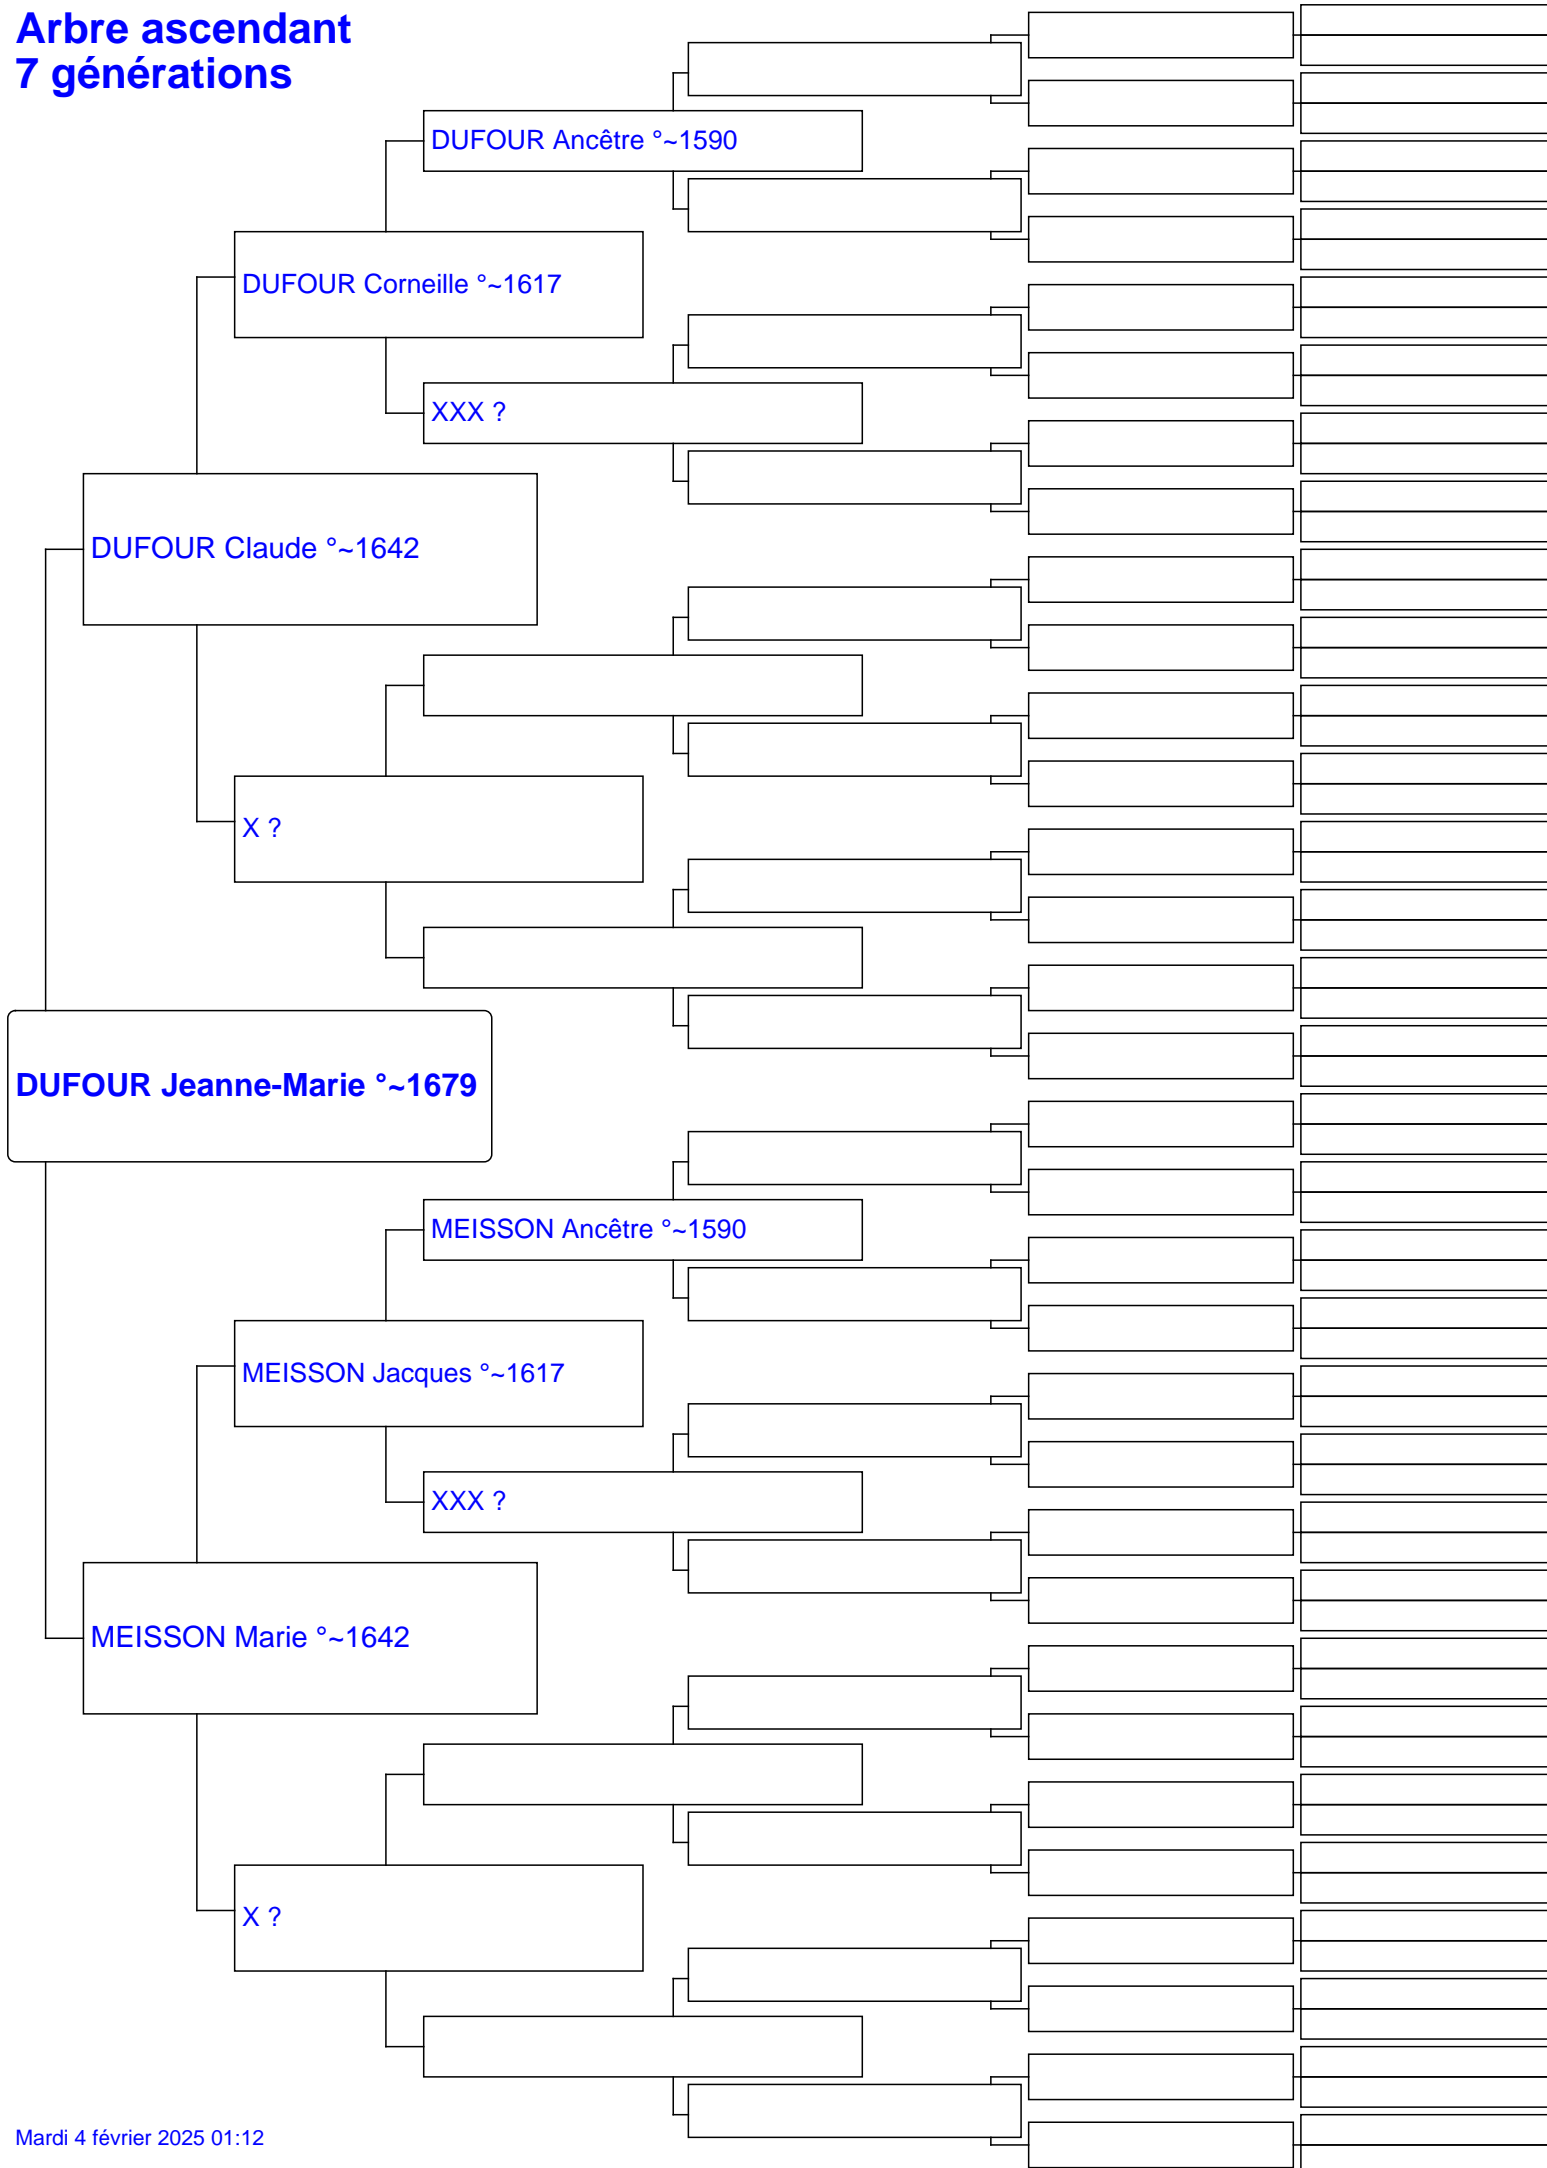 Arbre ascendant
7 générations
DUFOUR Ancêtre °~1590
DUFOUR Corneille °~1617
XXX ?
DUFOUR Claude °~1642
X ?
DUFOUR Jeanne-Marie °~1679
MEISSON Ancêtre °~1590
MEISSON Jacques °~1617
XXX ?
MEISSON Marie °~1642
X ?
Mardi 4 février 2025 01:12